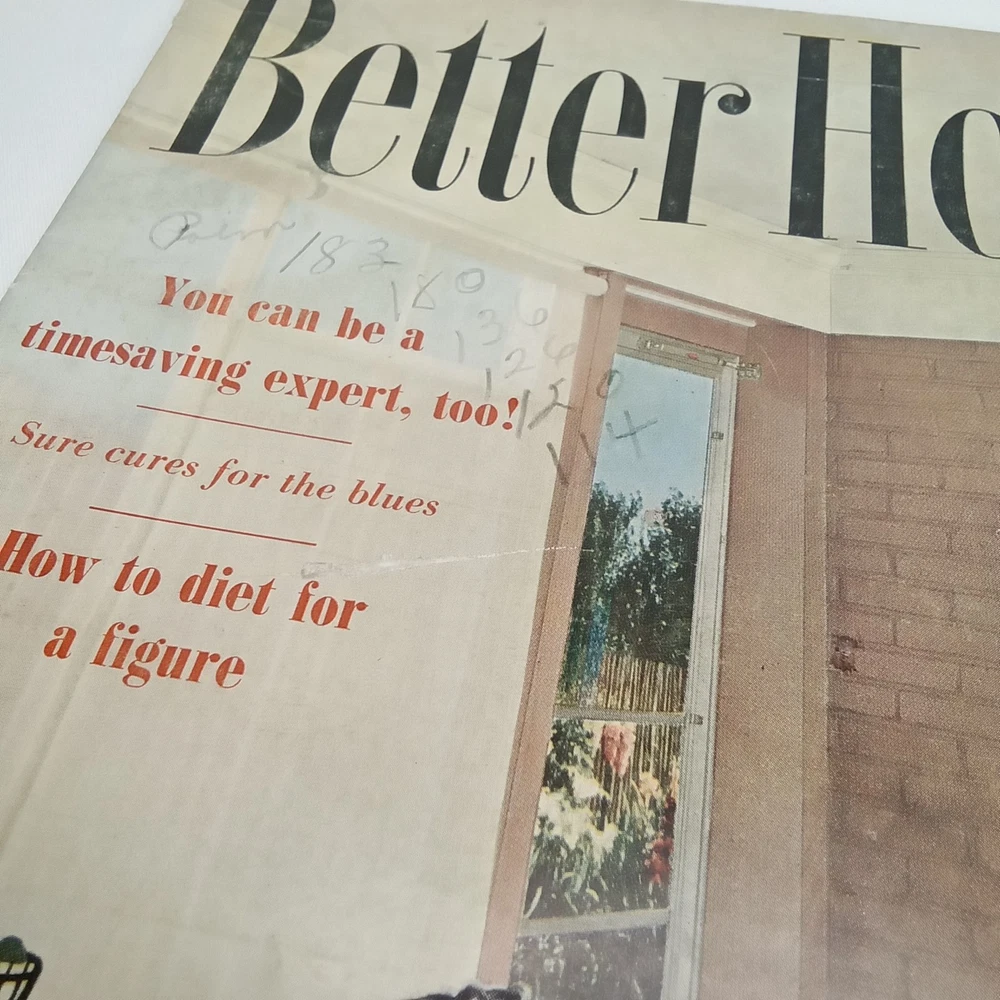 Better Ho
182
180
136
126
120
114
You can be a
timesaving expert, too!
Sure cures for the blues
How to diet for
a figure